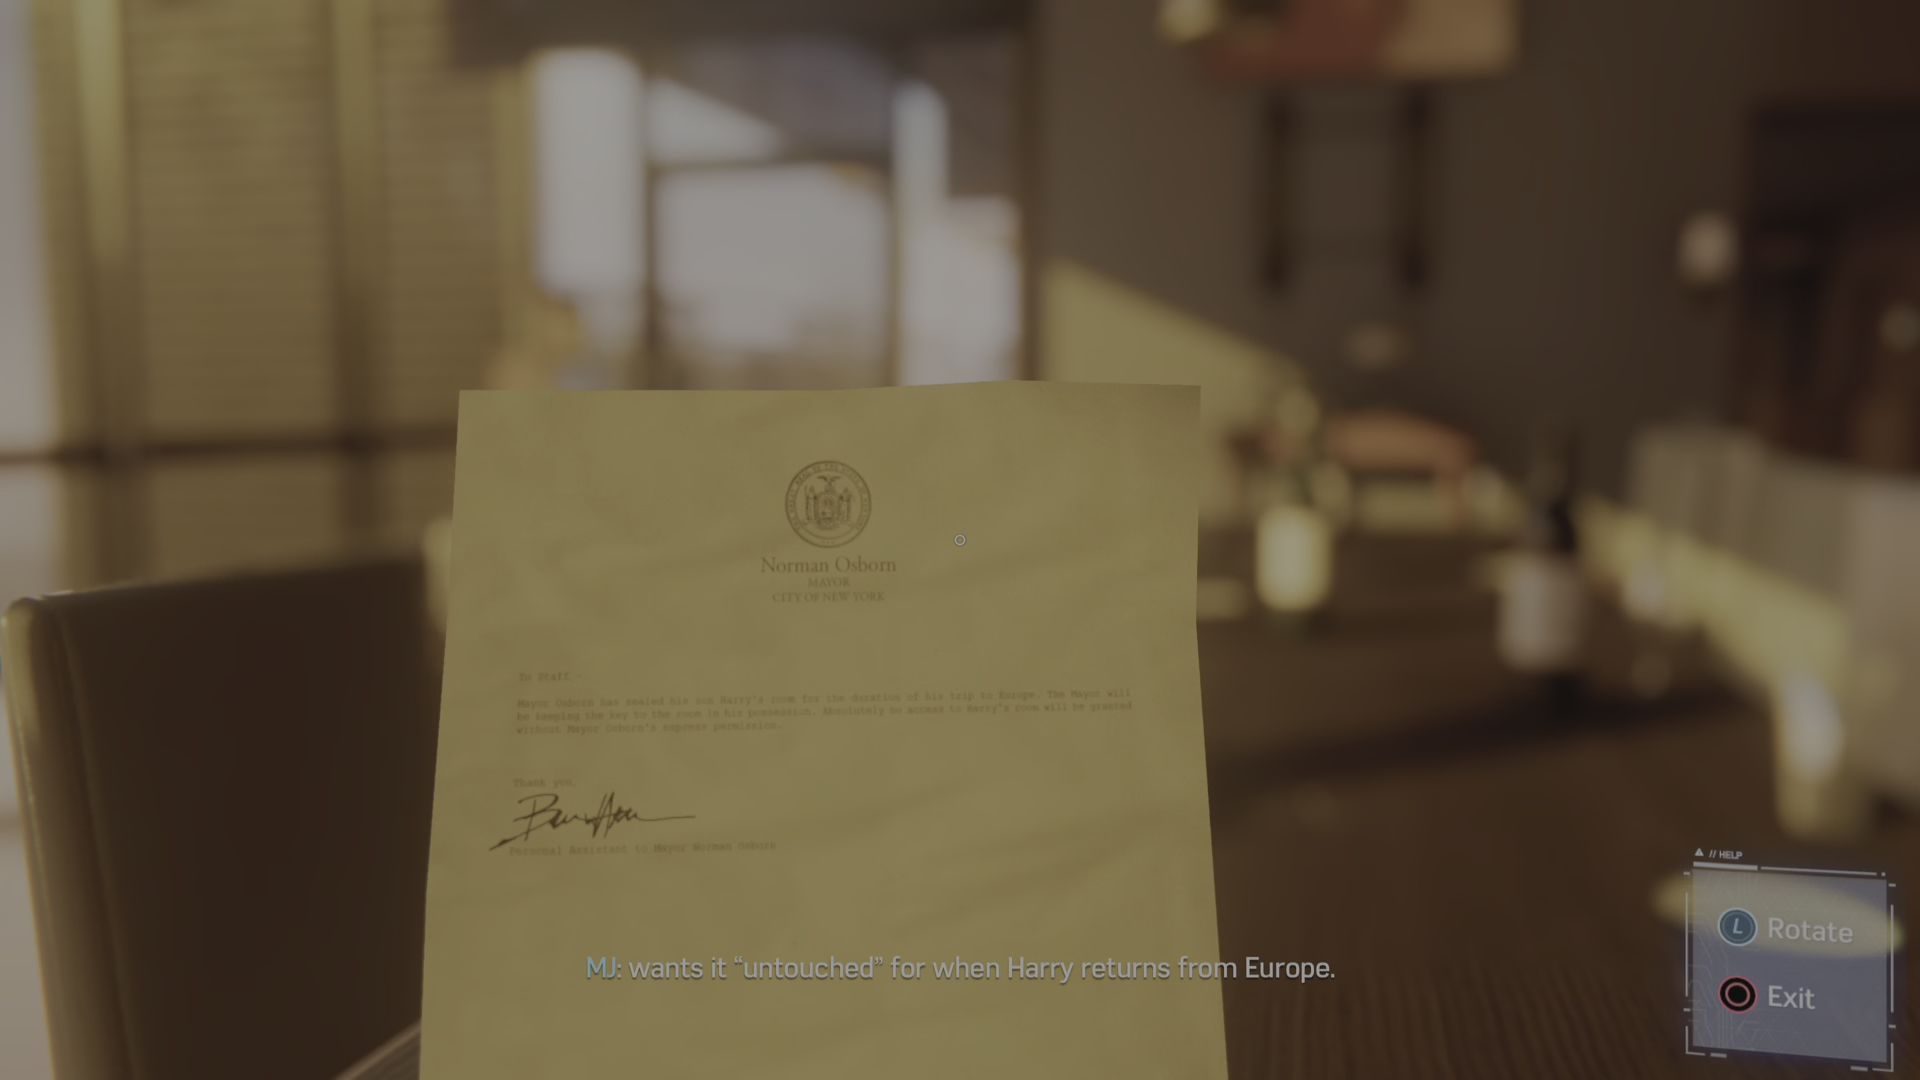 Norman Osborn
MAYOR
CITY OF NEW YORK
To Staff -
Mayor Osborn has sealed his son Harry's room for the duration of his trip to Europe. The Mayor will
be keeping the key to the room in his possession. Absolutely no access to Harry's room will be granted
without Mayor Osborn's express permission.
Thank you,
Personal Assistant to Mayor Norman Osborn
MJ: wants it “untouched” for when Harry returns from Europe.
// HELP
L Rotate
Exit